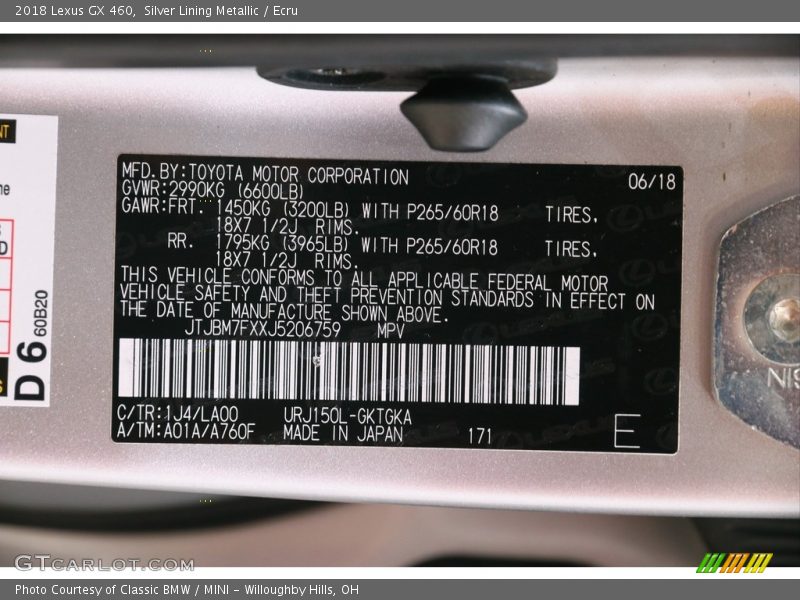 2018 Lexus GX 460, Silver Lining Metallic / Ecru
MFD.BY:TOYOTA MOTOR CORPORATION 06/18
GVWR:2990KG (6600LB)
GAWR:FRT. 1450KG (3200LB) WITH P265/60R18 TIRES.
18X7 1/2J RIMS.
RR. 1795KG (3965LB) WITH P265/60R18 TIRES.
18X7 1/2J RIMS.
THIS VEHICLE CONFORMS TO ALL APPLICABLE FEDERAL MOTOR
VEHICLE SAFETY AND THEFT PREVENTION STANDARDS IN EFFECT ON
THE DATE OF MANUFACTURE SHOWN ABOVE.
JTJBM7FXXJ5206759 MPV
C/TR:1J4/LA00 URJ150L-GKTGKA
A/TM:A01A/A760F MADE IN JAPAN 171 E
D 6 60B20
GTCARLOT.COM
Photo Courtesy of Classic BMW / MINI - Willoughby Hills, OH